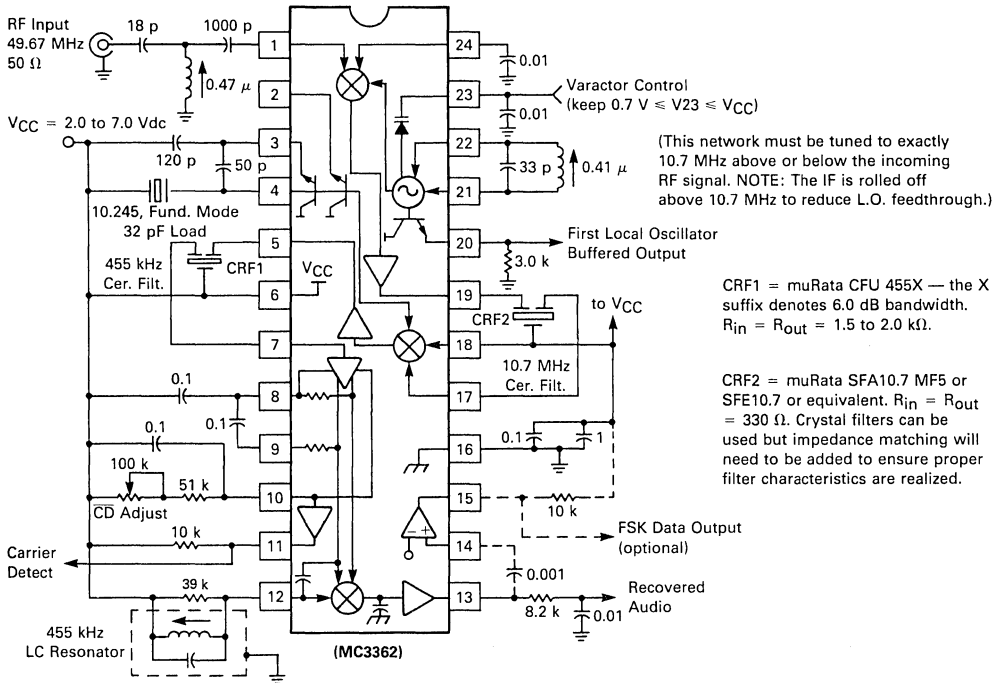 RF Input
49.67 MHz
50 Ω
18 p
1000 p
0.47 μ
VCC = 2.0 to 7.0 Vdc
120 p
50 p
10.245, Fund. Mode
32 pF Load
455 kHz
Cer. Filt.
CRF1
VCC
0.1
0.1
0.1
100 k
51 k
CD Adjust
10 k
Carrier
Detect
39 k
455 kHz
LC Resonator
1
2
3
4
5
6
7
8
9
10
11
12
(MC3362)
24
23
22
21
20
19
18
17
16
15
14
13
0.01
Varactor Control
(keep 0.7 V ≤ V23 ≤ VCC)
0.01
33 p
0.41 μ
(This network must be tuned to exactly
10.7 MHz above or below the incoming
RF signal. NOTE: The IF is rolled off
above 10.7 MHz to reduce L.O. feedthrough.)
First Local Oscillator
Buffered Output
3.0 k
to VCC
CRF2
10.7 MHz
Cer. Filt.
0.1
1
− +
10 k
FSK Data Output
(optional)
0.001
Recovered
Audio
8.2 k
0.01
CRF1 = muRata CFU 455X — the X
suffix denotes 6.0 dB bandwidth.
Rin = Rout = 1.5 to 2.0 kΩ.
CRF2 = muRata SFA10.7 MF5 or
SFE10.7 or equivalent. Rin = Rout
= 330 Ω. Crystal filters can be
used but impedance matching will
need to be added to ensure proper
filter characteristics are realized.